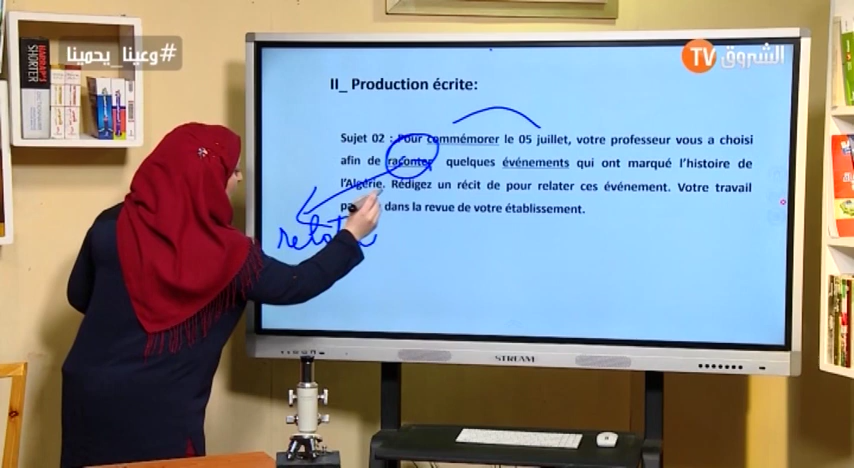 #وعينا_يحمينا
الشروق TV
II_ Production écrite:
Sujet 02 : Pour commémorer le 05 juillet, votre professeur vous a choisi
afin de raconter quelques événements qui ont marqué l'histoire de
l'Algérie. Rédigez un récit de pour relater ces événement. Votre travail
dans la revue de votre établissement.
STREAM
SHORTER